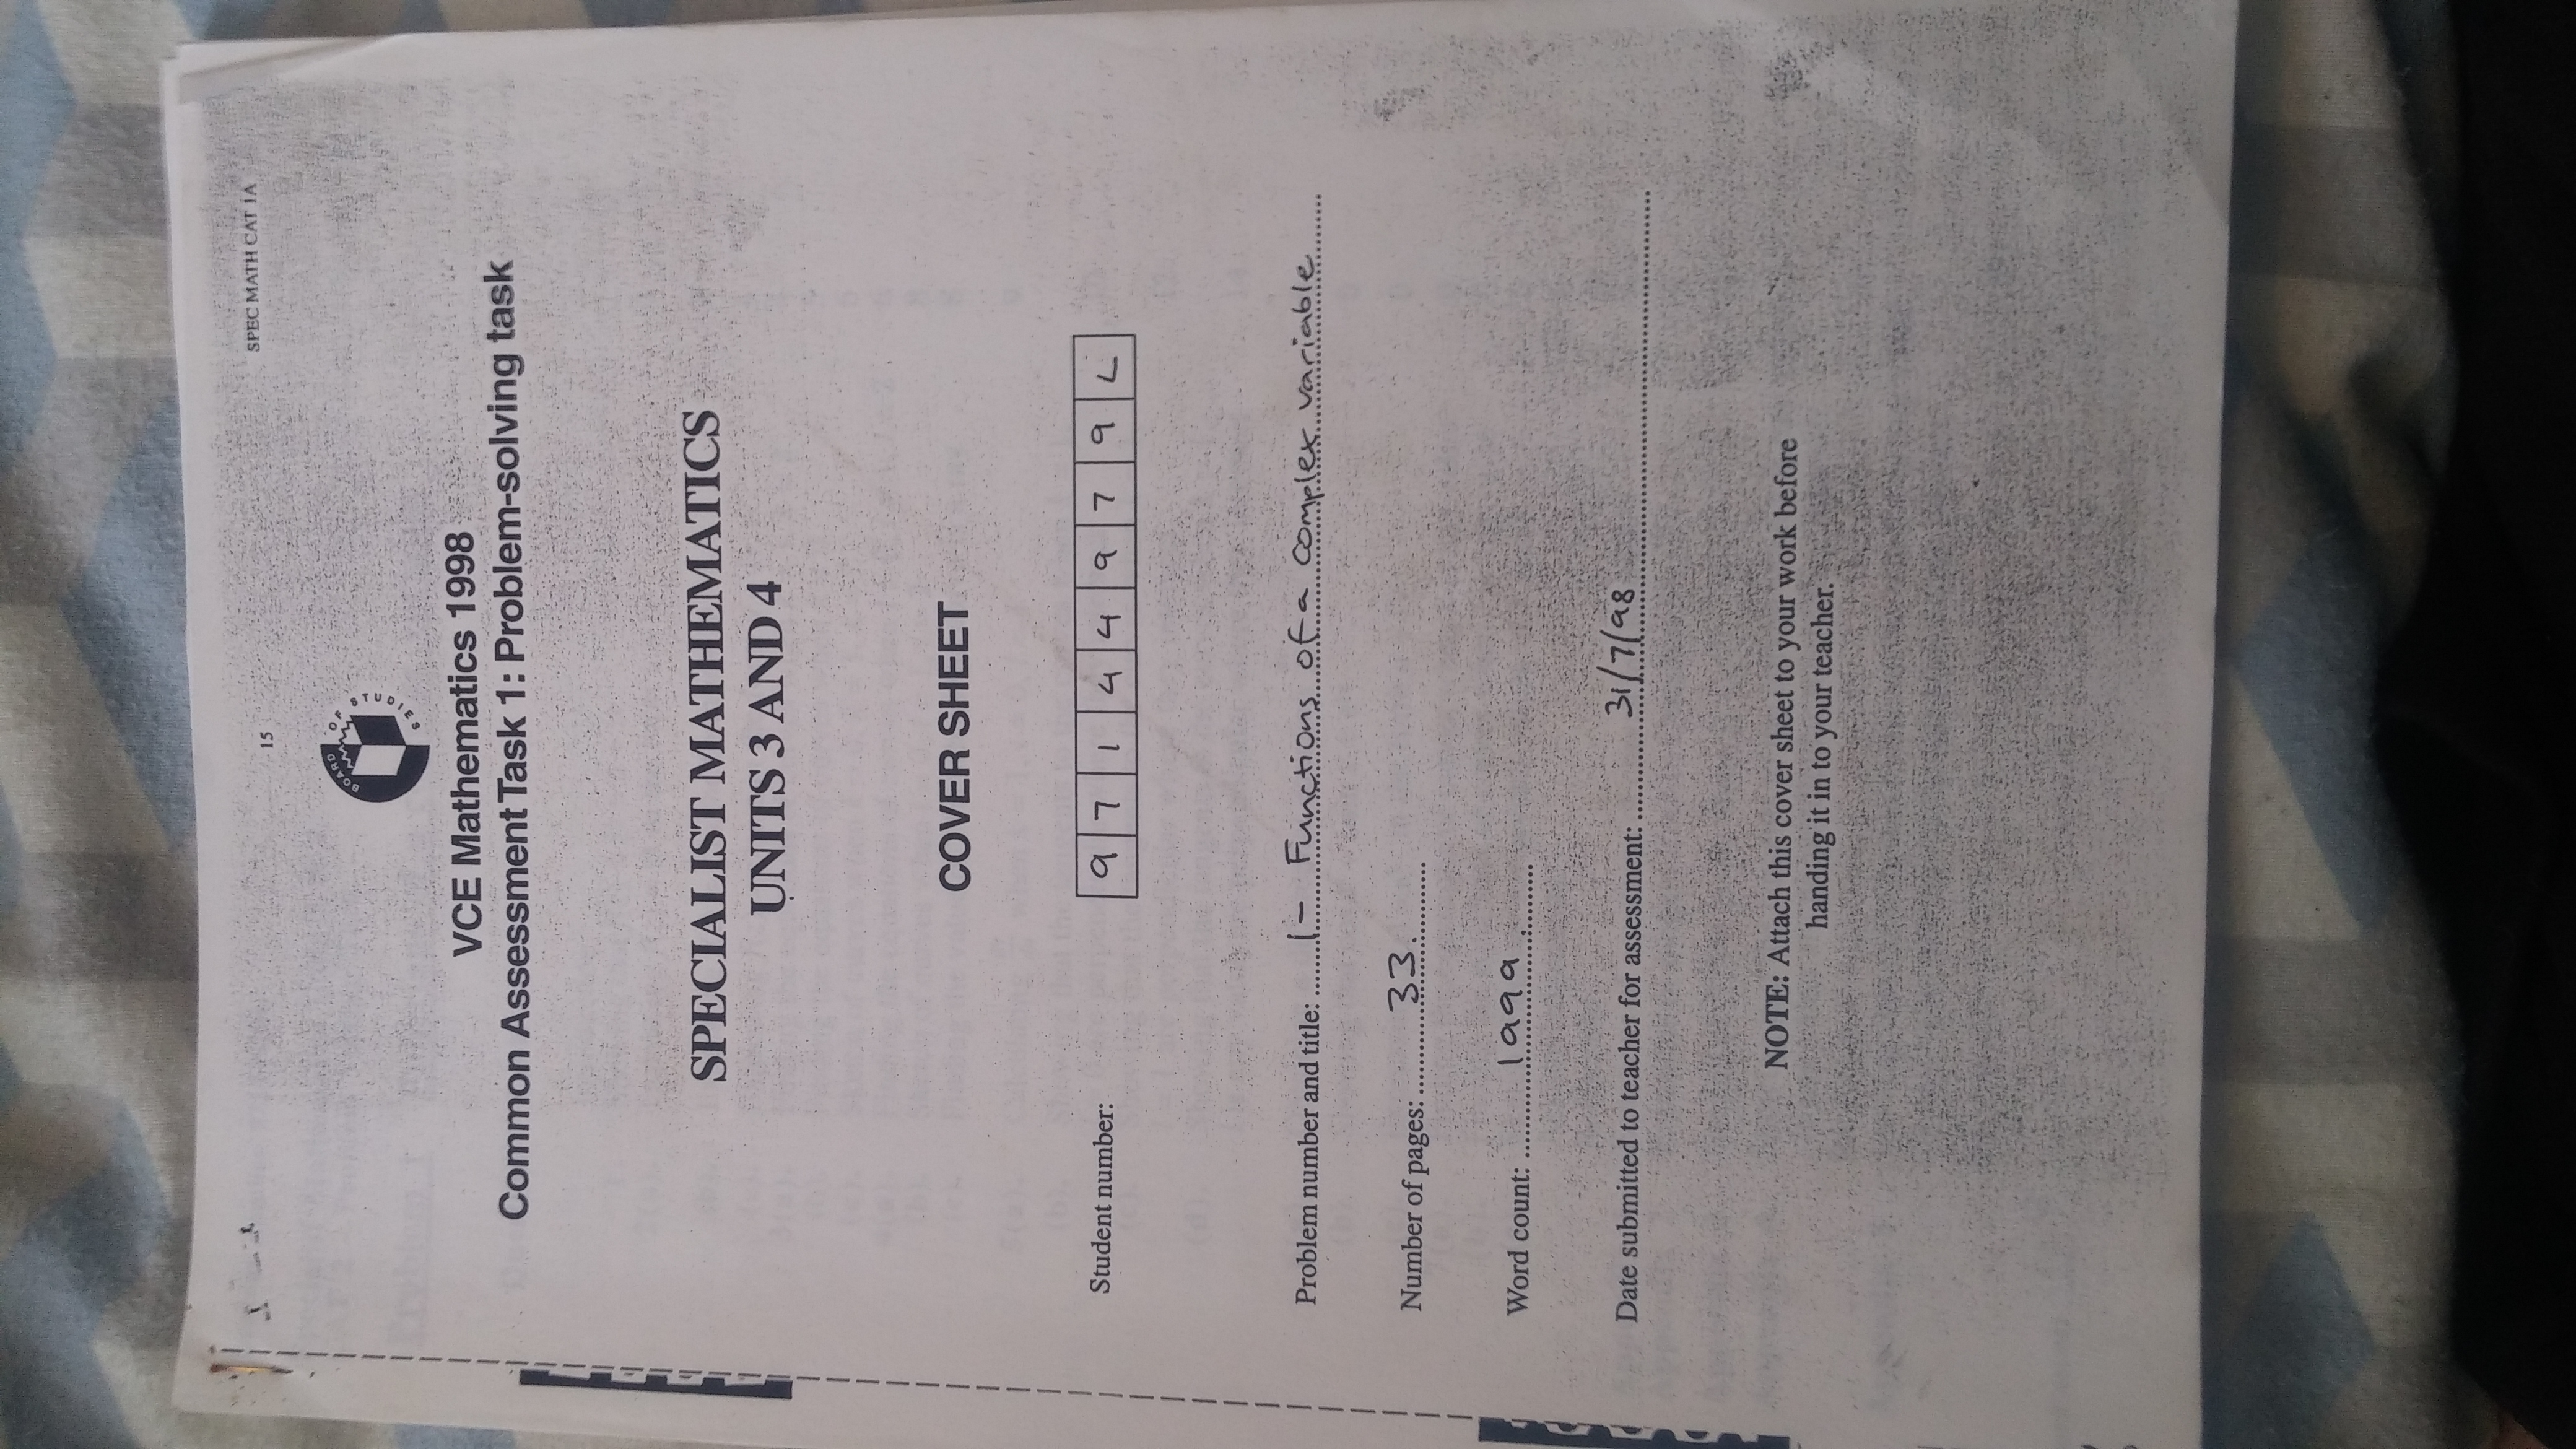 15
SPEC MATH CAT 1A
BOARD OF STUDIES
VCE Mathematics 1998
Common Assessment Task 1: Problem-solving task
SPECIALIST MATHEMATICS
UNITS 3 AND 4
COVER SHEET
Student number: 9 7 1 4 4 9 7 9 L
Problem number and title: 1 - Functions of a complex variable
Number of pages: 33
Word count: 1999
Date submitted to teacher for assessment: 31/7/98
NOTE: Attach this cover sheet to your work before
handing it in to your teacher.